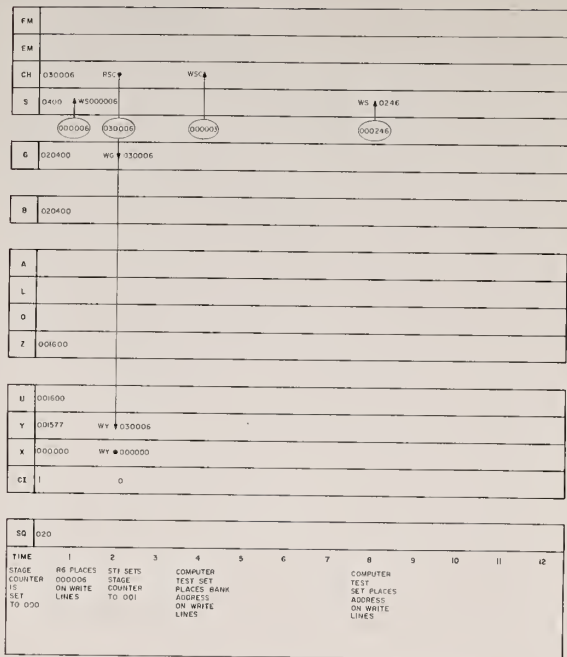 FM
EM
CH 030006 RSC WSC
S 0400 WS000006 WS 0246
000006 030006 000003 000246
G 020400 WG 030006
B 020400
A
L
Q
Z 001600
U 001600
Y 001577 WY 030006
X 000000 WY 000000
CI 1 0
SQ 020
TIME 1 2 3 4 5 6 7 8 9 10 11 12
STAGE R6 PLACES ST1 SETS COMPUTER COMPUTER
COUNTER 000006 STAGE TEST SET TEST
IS ON WRITE COUNTER PLACES BANK SET PLACES
SET LINES TO 001 ADDRESS ADDRESS
TO 000 ON WRITE ON WRITE
LINES LINES